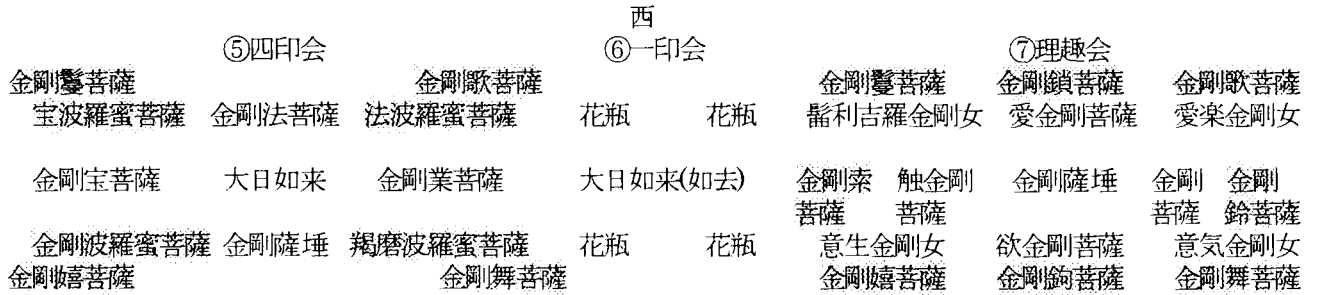 西
⑤四印会 ⑥一印会 ⑦理趣会
金剛鬘菩薩 金剛歌菩薩 金剛鬘菩薩 金剛鎖菩薩 金剛歌菩薩
宝波羅蜜菩薩 金剛法菩薩 法波羅蜜菩薩 花瓶 花瓶 髷利吉羅金剛女 愛金剛菩薩 愛楽金剛女
金剛宝菩薩 大日如来 金剛業菩薩 大日如来(如去) 金剛索 触金剛 金剛薩埵 金剛 金剛
菩薩 菩薩 菩薩 鈴菩薩
金剛波羅蜜菩薩 金剛薩埵 羯磨波羅蜜菩薩 花瓶 花瓶 意生金剛女 欲金剛菩薩 意気金剛女
金剛嬉菩薩 金剛舞菩薩 金剛嬉菩薩 金剛鉤菩薩 金剛舞菩薩